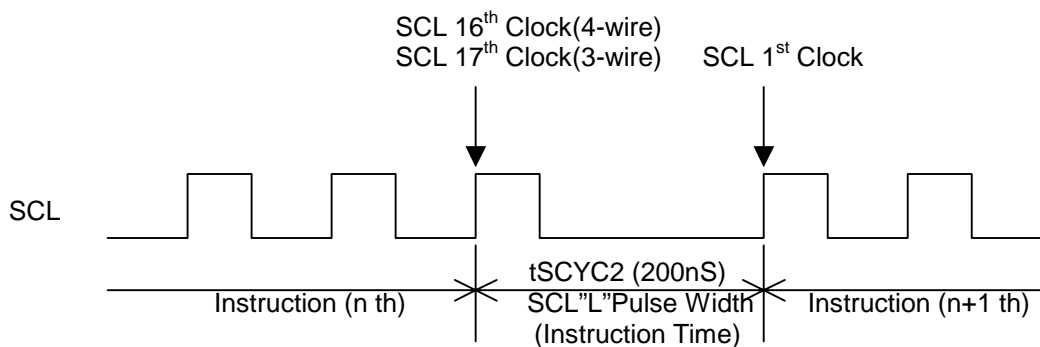 SCL 16th Clock(4-wire)
SCL 17th Clock(3-wire)
SCL 1st Clock
SCL
tSCYC2 (200nS)
Instruction (n th)
SCL”L”Pulse Width
Instruction (n+1 th)
(Instruction Time)